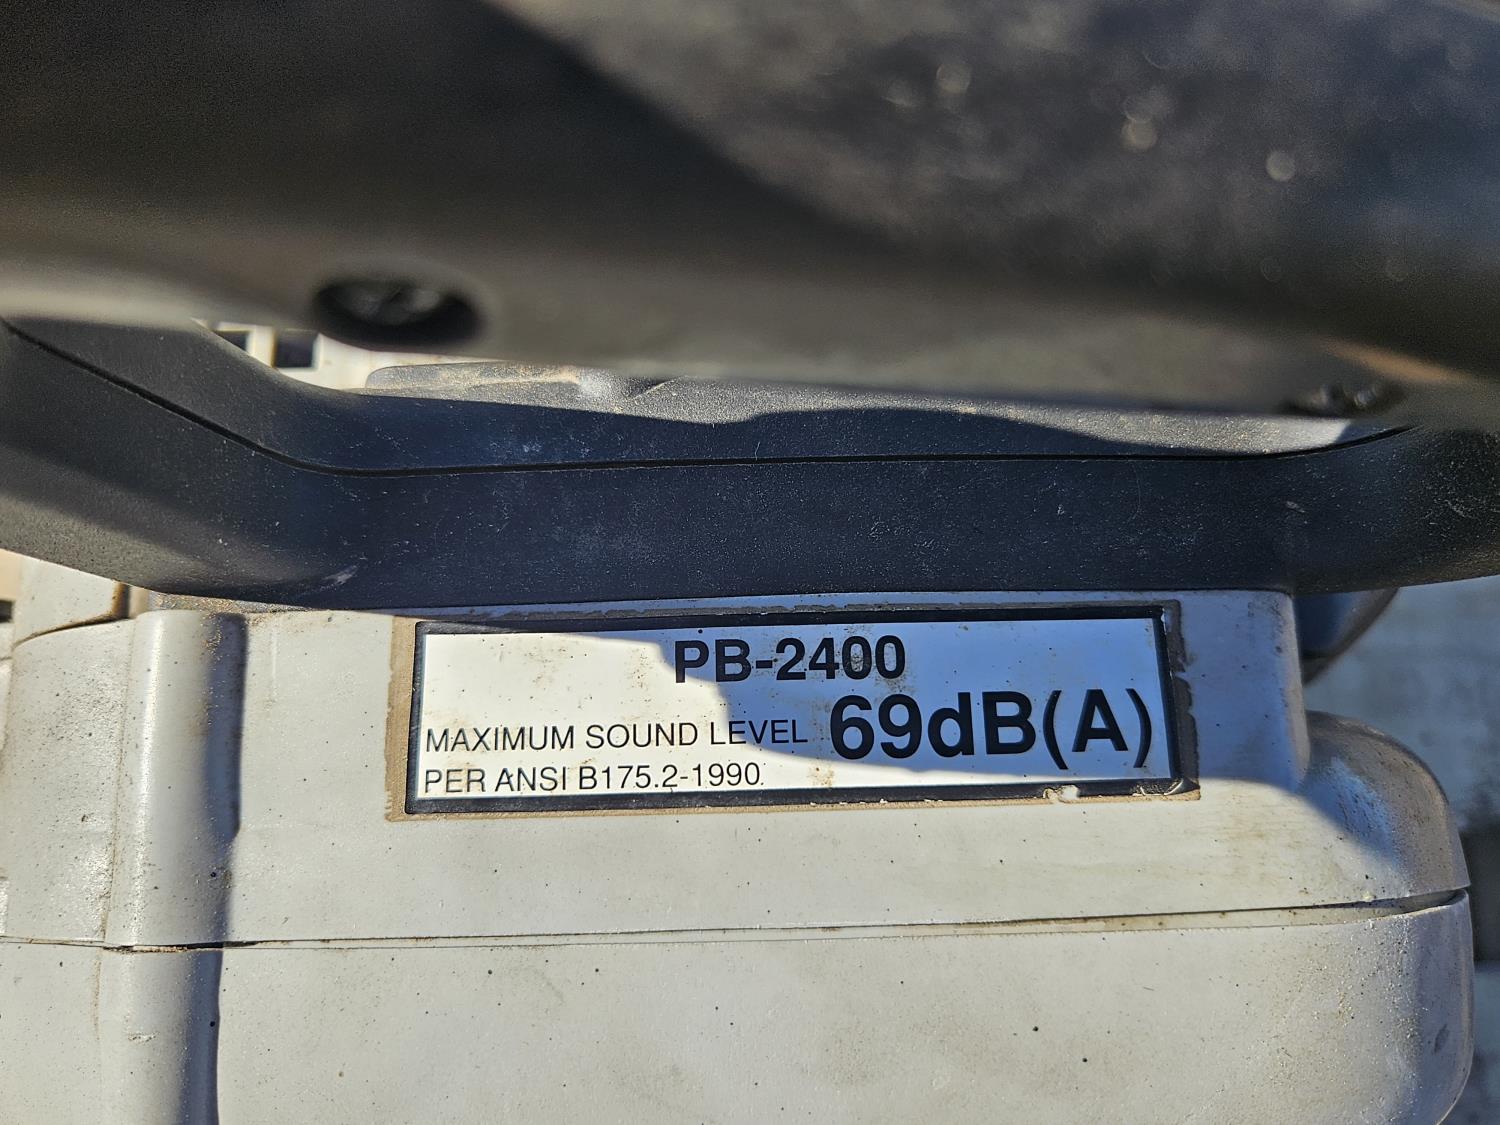 PB-2400
MAXIMUM SOUND LEVEL 69dB(A)
PER ANSI B175.2-1990.